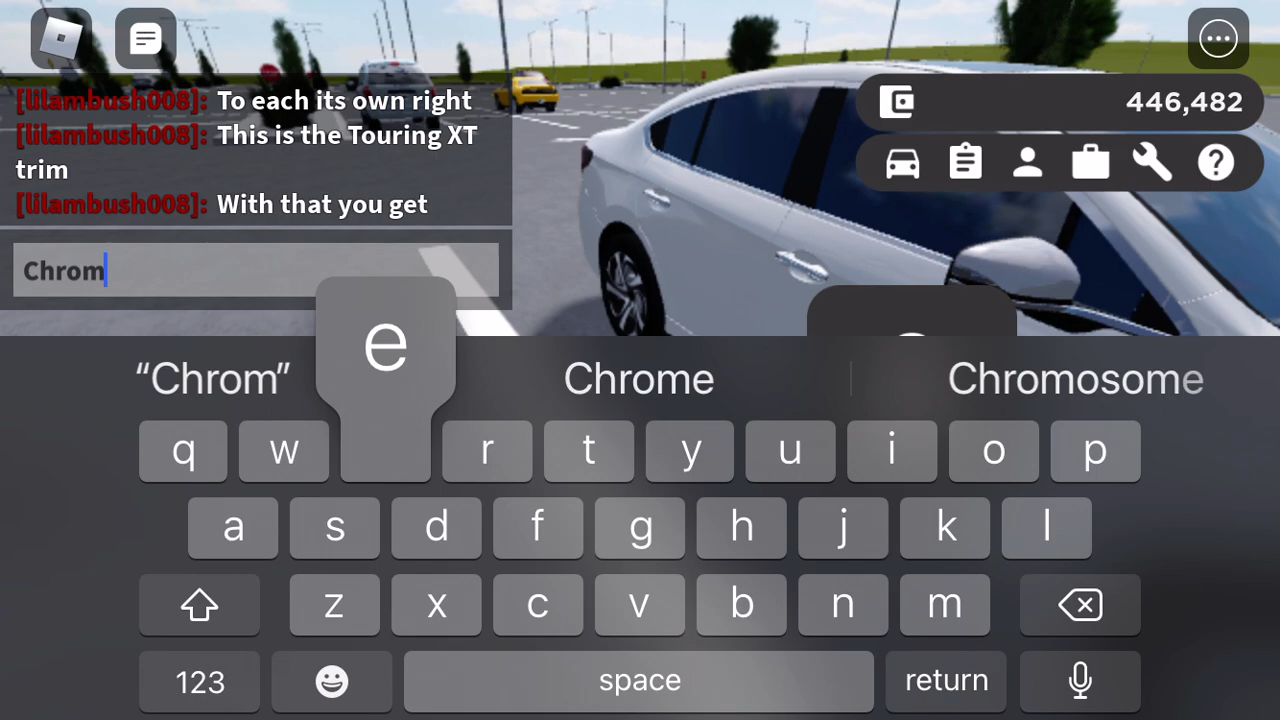 [lilambush008]: To each its own right
[lilambush008]: This is the Touring XT
trim
[lilambush008]: With that you get
446,482
Chrom
e
“Chrom” Chrome Chromosome
q w r t y u i o p
a s d f g h j k l
z x c v b n m
123 space return